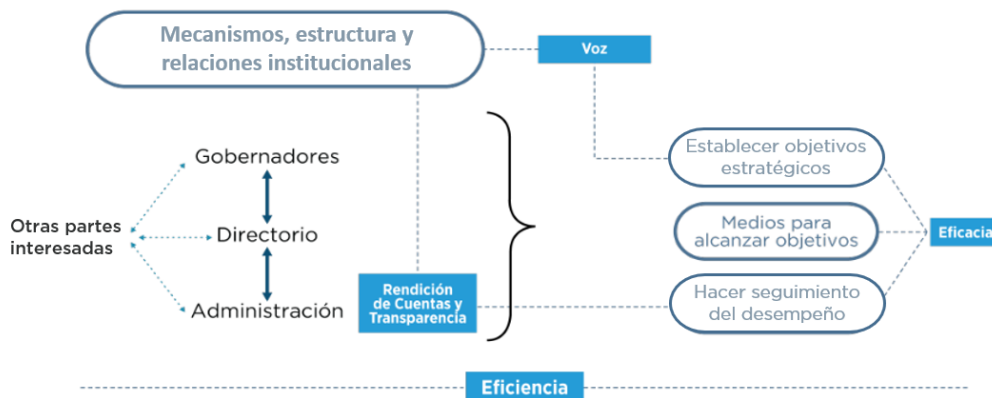 Mecanismos, estructura y
relaciones institucionales
Voz
Gobernadores
Otras partes
interesadas
Directorio
Administración
Rendición
de Cuentas y
Transparencia
Establecer objetivos
estratégicos
Medios para
alcanzar objetivos
Hacer seguimiento
del desempeño
Eficacia
Eficiencia